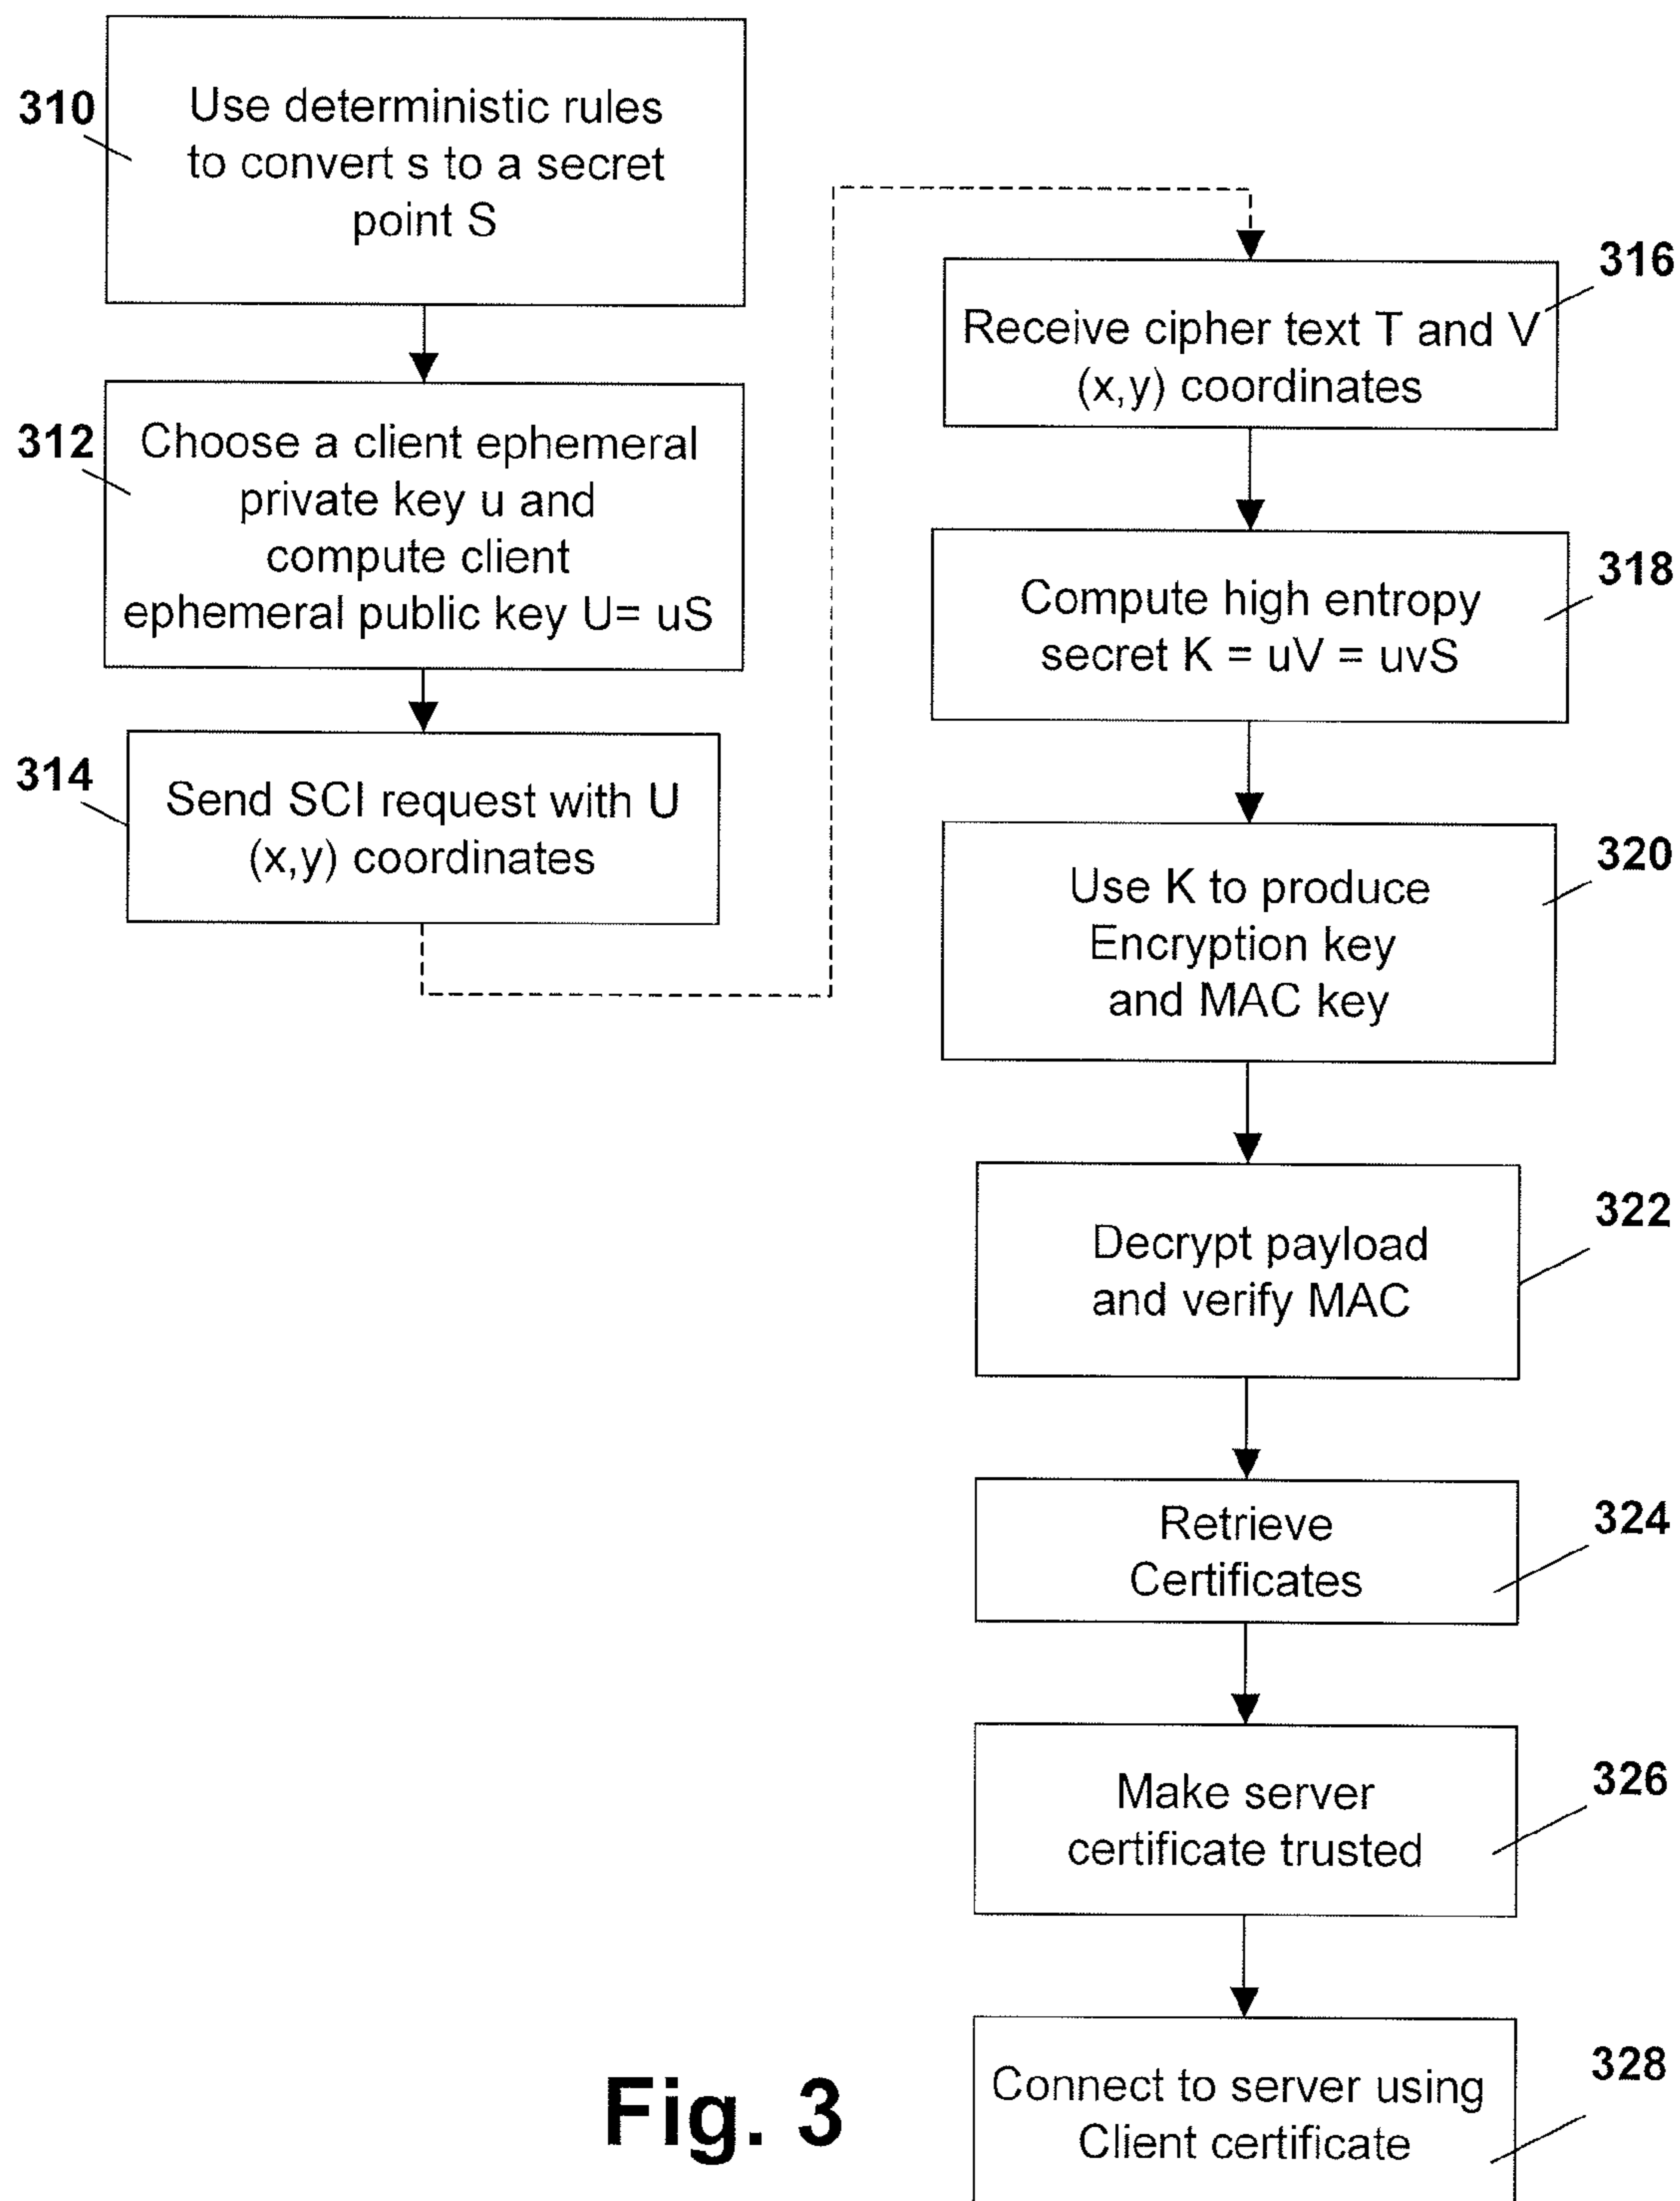 310
Use deterministic rules
to convert s to a secret
point S
312
Choose a client ephemeral
private key u and
compute client
ephemeral public key U= uS
314
Send SCI request with U
(x,y) coordinates
316
Receive cipher text T and V
(x,y) coordinates
318
Compute high entropy
secret K = uV = uvS
320
Use K to produce
Encryption key
and MAC key
322
Decrypt payload
and verify MAC
324
Retrieve
Certificates
326
Make server
certificate trusted
328
Connect to server using
Client certificate
Fig. 3